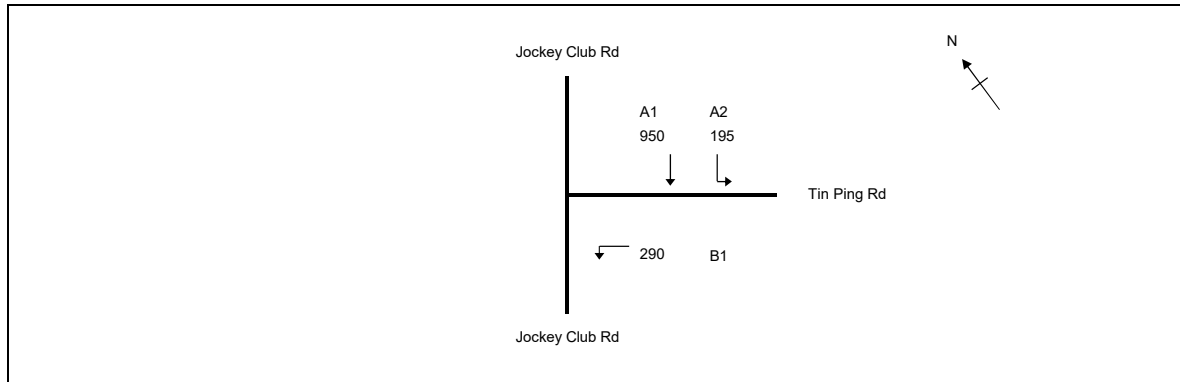 Jockey Club Rd
N
A1 A2
950 195
Tin Ping Rd
290 B1
Jockey Club Rd